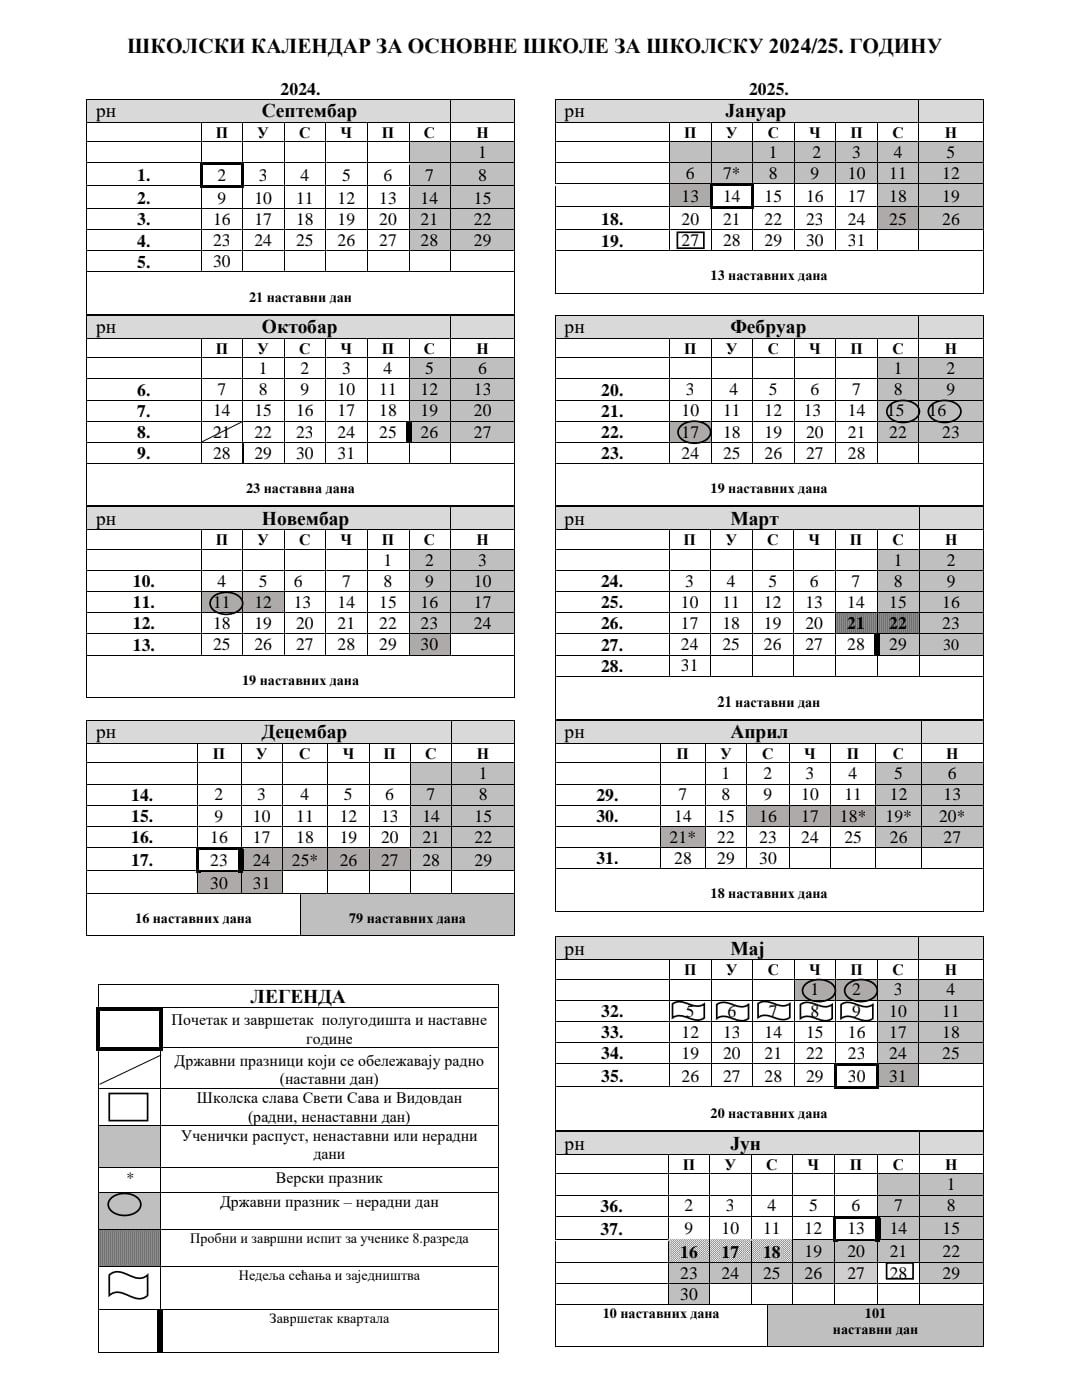 ШКОЛСКИ КАЛЕНДАР ЗА ОСНОВНЕ ШКОЛЕ ЗА ШКОЛСКУ 2024/25. ГОДИНУ
2024.
рн Септембар
П У С Ч П С Н
1
1. 2 3 4 5 6 7 8
2. 9 10 11 12 13 14 15
3. 16 17 18 19 20 21 22
4. 23 24 25 26 27 28 29
5. 30
21 наставни дан
рн Октобар
П У С Ч П С Н
1 2 3 4 5 6
6. 7 8 9 10 11 12 13
7. 14 15 16 17 18 19 20
8. 21 22 23 24 25 26 27
9. 28 29 30 31
23 наставна дана
рн Новембар
П У С Ч П С Н
1 2 3
10. 4 5 6 7 8 9 10
11. 11 12 13 14 15 16 17
12. 18 19 20 21 22 23 24
13. 25 26 27 28 29 30
19 наставних дана
рн Децембар
П У С Ч П С Н
1
14. 2 3 4 5 6 7 8
15. 9 10 11 12 13 14 15
16. 16 17 18 19 20 21 22
17. 23 24 25* 26 27 28 29
30 31
16 наставних дана 79 наставних дана
ЛЕГЕНДА
Почетак и завршетак полугодишта и наставне
године
Државни празници који се обележавају радно
(наставни дан)
Школска слава Свети Сава и Видовдан
(радни, ненаставни дан)
Ученички распуст, ненаставни или нерадни
дани
* Верски празник
Државни празник – нерадни дан
Пробни и завршни испит за ученике 8.разреда
Недеља сећања и заједништва
Завршетак квартала
2025.
рн Јануар
П У С Ч П С Н
1 2 3 4 5
6 7* 8 9 10 11 12
13 14 15 16 17 18 19
18. 20 21 22 23 24 25 26
19. 27 28 29 30 31
13 наставних дана
рн Фебруар
П У С Ч П С Н
1 2
20. 3 4 5 6 7 8 9
21. 10 11 12 13 14 15 16
22. 17 18 19 20 21 22 23
23. 24 25 26 27 28
19 наставних дана
рн Март
П У С Ч П С Н
1 2
24. 3 4 5 6 7 8 9
25. 10 11 12 13 14 15 16
26. 17 18 19 20 21 22 23
27. 24 25 26 27 28 29 30
28. 31
21 наставни дан
рн Април
П У С Ч П С Н
1 2 3 4 5 6
29. 7 8 9 10 11 12 13
30. 14 15 16 17 18* 19* 20*
21* 22 23 24 25 26 27
31. 28 29 30
18 наставних дана
рн Мај
П У С Ч П С Н
1 2 3 4
32. 5 6 7 8 9 10 11
33. 12 13 14 15 16 17 18
34. 19 20 21 22 23 24 25
35. 26 27 28 29 30 31
20 наставних дана
рн Јун
П У С Ч П С Н
1
36. 2 3 4 5 6 7 8
37. 9 10 11 12 13 14 15
16 17 18 19 20 21 22
23 24 25 26 27 28 29
30
10 наставних дана 101
наставни дан